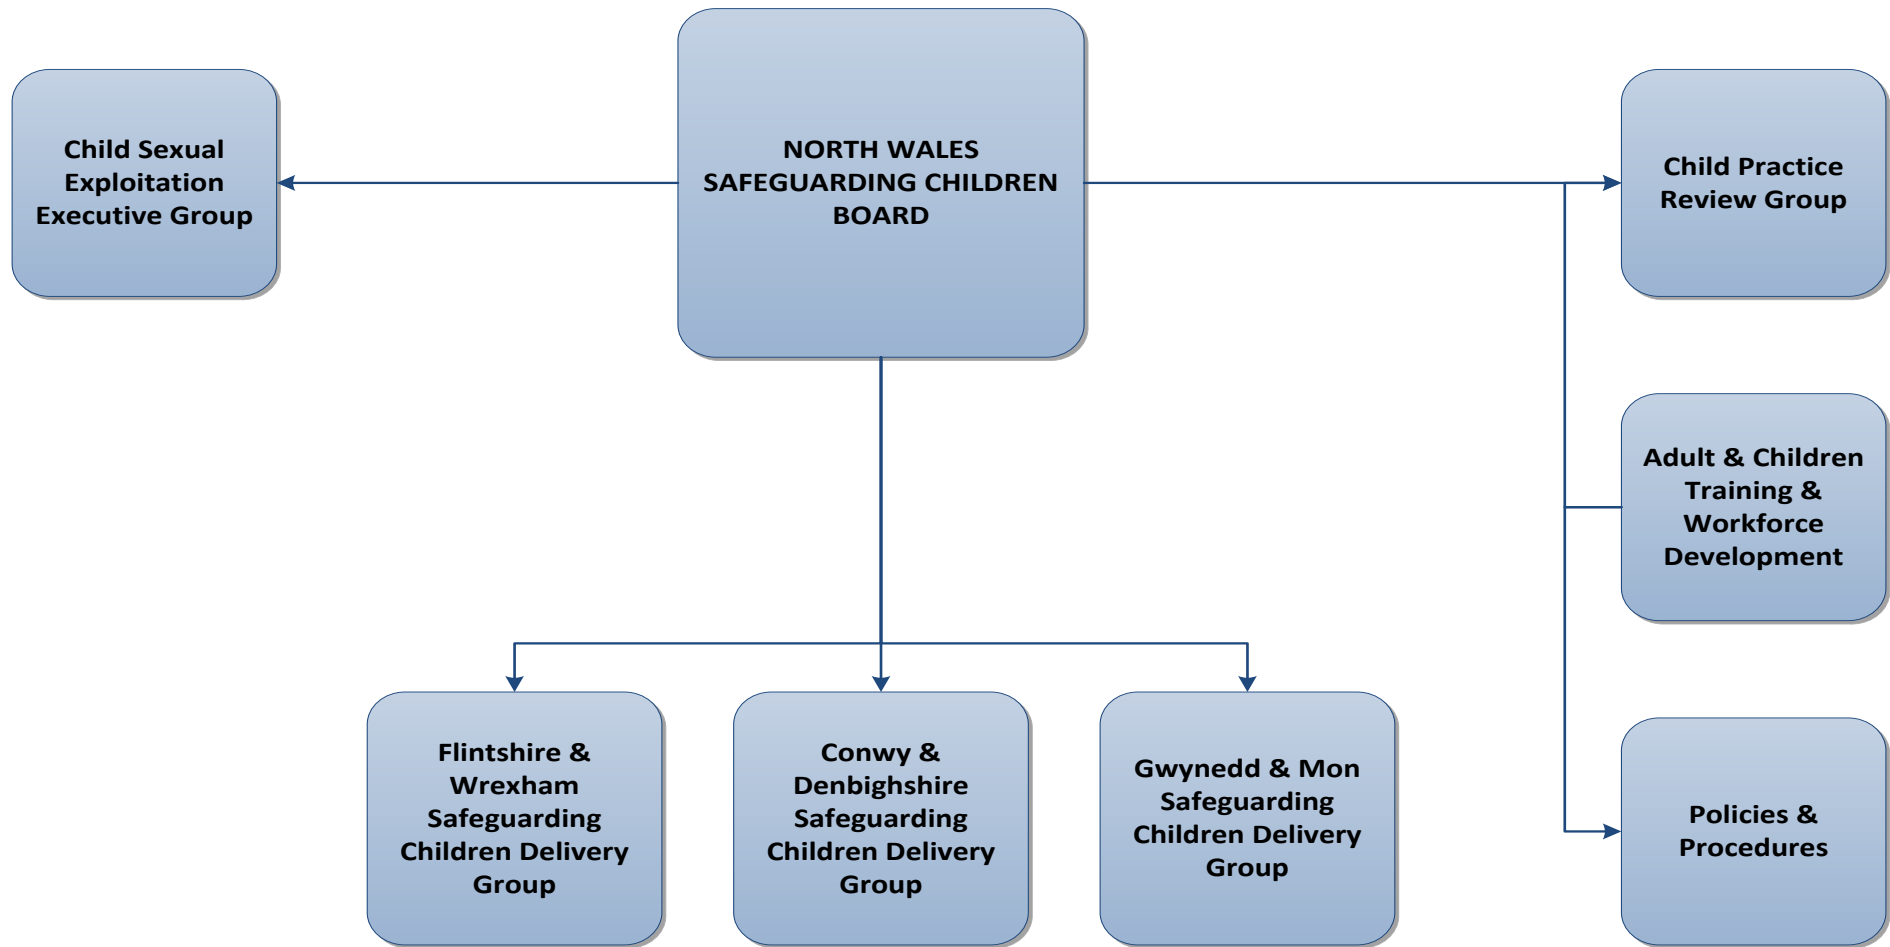 NORTH WALES
SAFEGUARDING CHILDREN
BOARD
Child Sexual
Exploitation
Executive Group
Child Practice
Review Group
Adult & Children
Training &
Workforce
Development
Flintshire &
Wrexham
Safeguarding
Children Delivery
Group
Conwy &
Denbighshire
Safeguarding
Children Delivery
Group
Gwynedd & Mon
Safeguarding
Children Delivery
Group
Policies &
Procedures